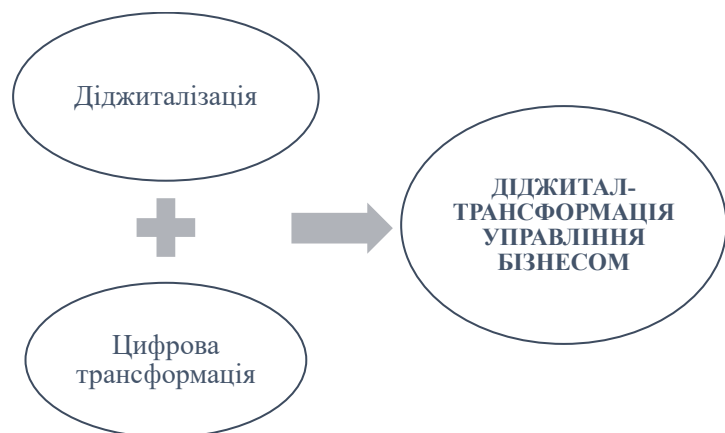 Діджиталізація
Цифрова
трансформація
ДІДЖИТАЛ-
ТРАНСФОРМАЦІЯ
УПРАВЛІННЯ
БІЗНЕСОМ